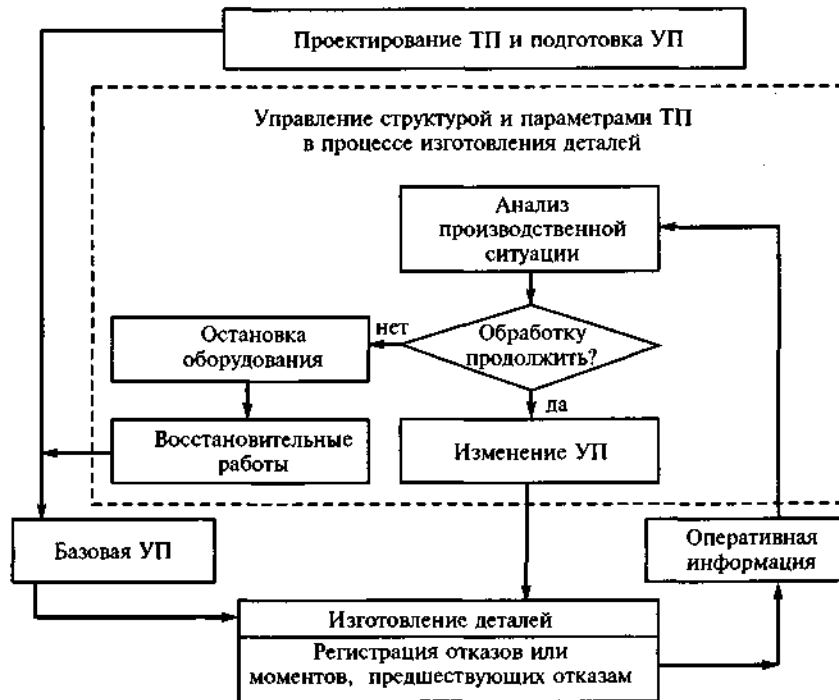 Проектирование ТП и подготовка УП
Управление структурой и параметрами ТП
в процессе изготовления деталей
Анализ
производственной
ситуации
Обработку
продолжить?
нет
да
Остановка
оборудования
Восстановительные
работы
Изменение УП
Базовая УП
Оперативная
информация
Изготовление деталей
Регистрация отказов или
моментов, предшествующих отказам